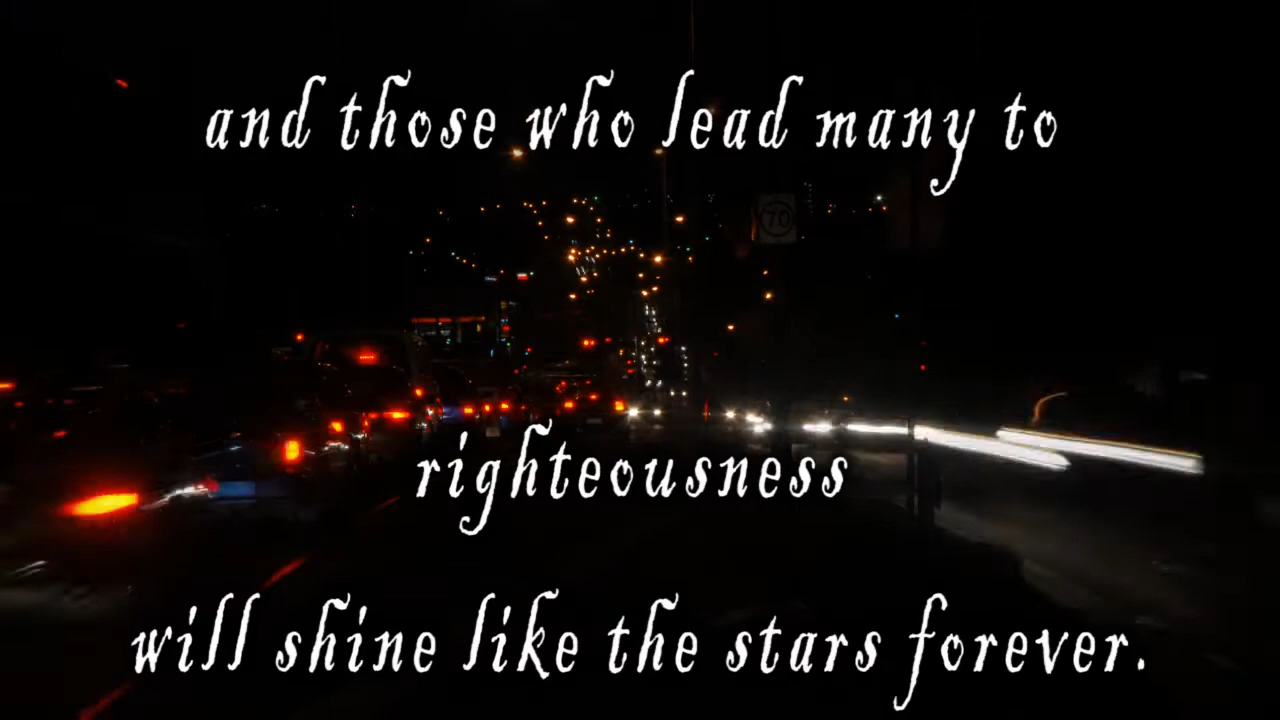 and those who lead many to
70
righteousness
will shine like the stars forever.